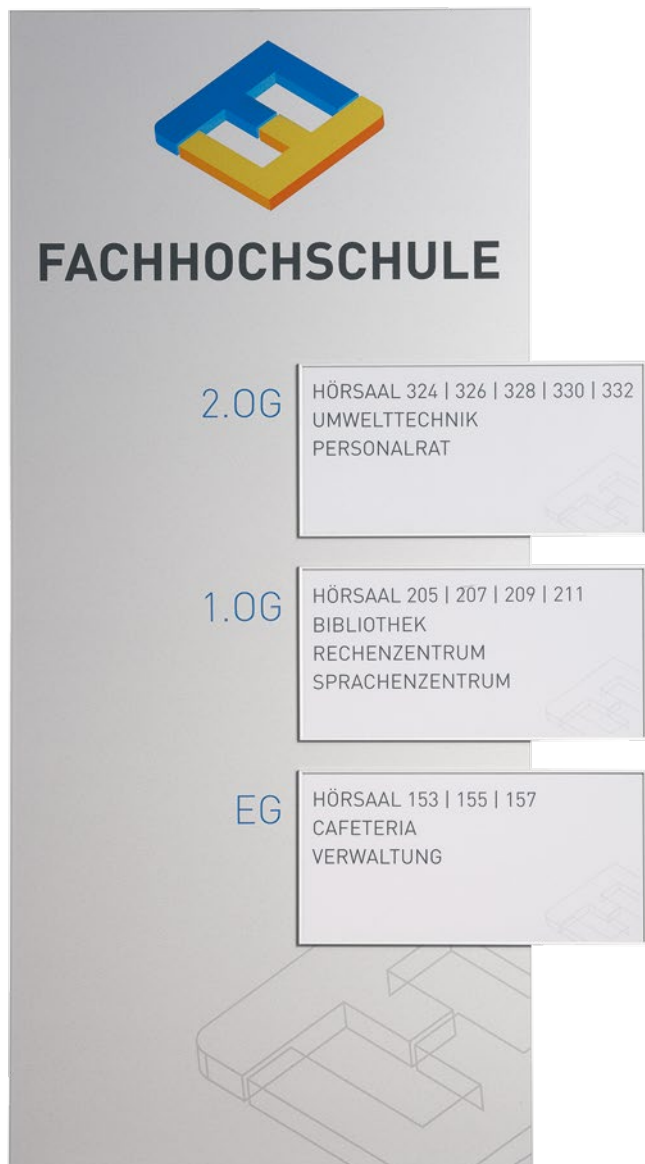 FACHHOCHSCHULE
2.OG
HÖRSAAL 324 | 326 | 328 | 330 | 332
UMWELTTECHNIK
PERSONALRAT
1.OG
HÖRSAAL 205 | 207 | 209 | 211
BIBLIOTHEK
RECHENZENTRUM
SPRACHENZENTRUM
EG
HÖRSAAL 153 | 155 | 157
CAFETERIA
VERWALTUNG